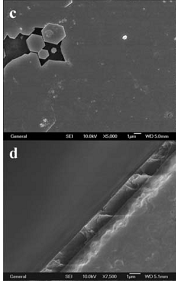 c
General SEI 10.0kV X5,000 1μm WD 5.0mm
d
General SEI 10.0kV X7,500 1μm WD 5.1mm